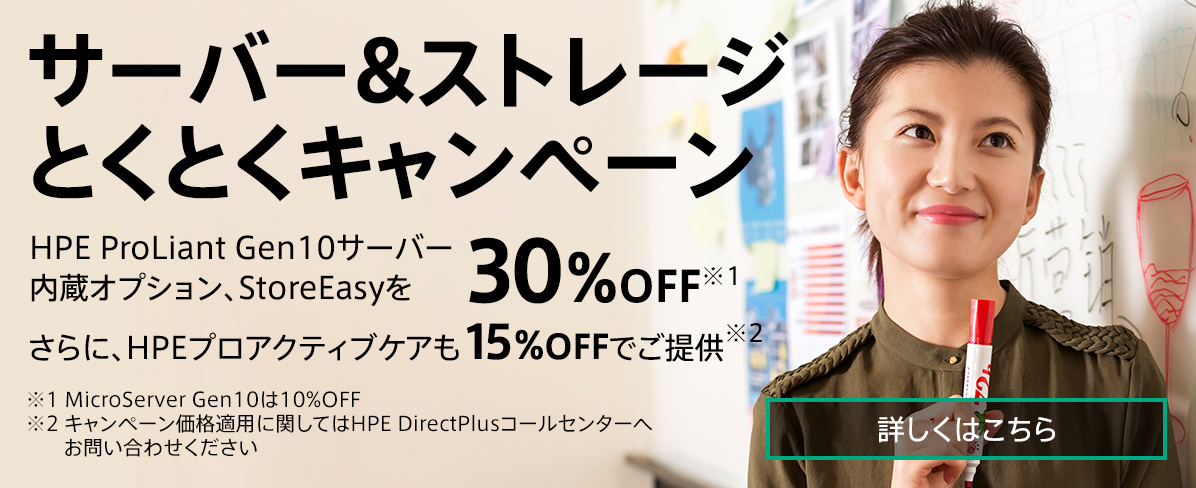 サーバー&ストレージ
とくとくキャンペーン
HPE ProLiant Gen10サーバー
内蔵オプション、StoreEasyを
30%OFF※1
さらに、HPEプロアクティブケアも15%OFFでご提供※2
※1 MicroServer Gen10は10%OFF
※2 キャンペーン価格適用に関してはHPE DirectPlusコールセンターへ
お問い合わせください
詳しくはこちら